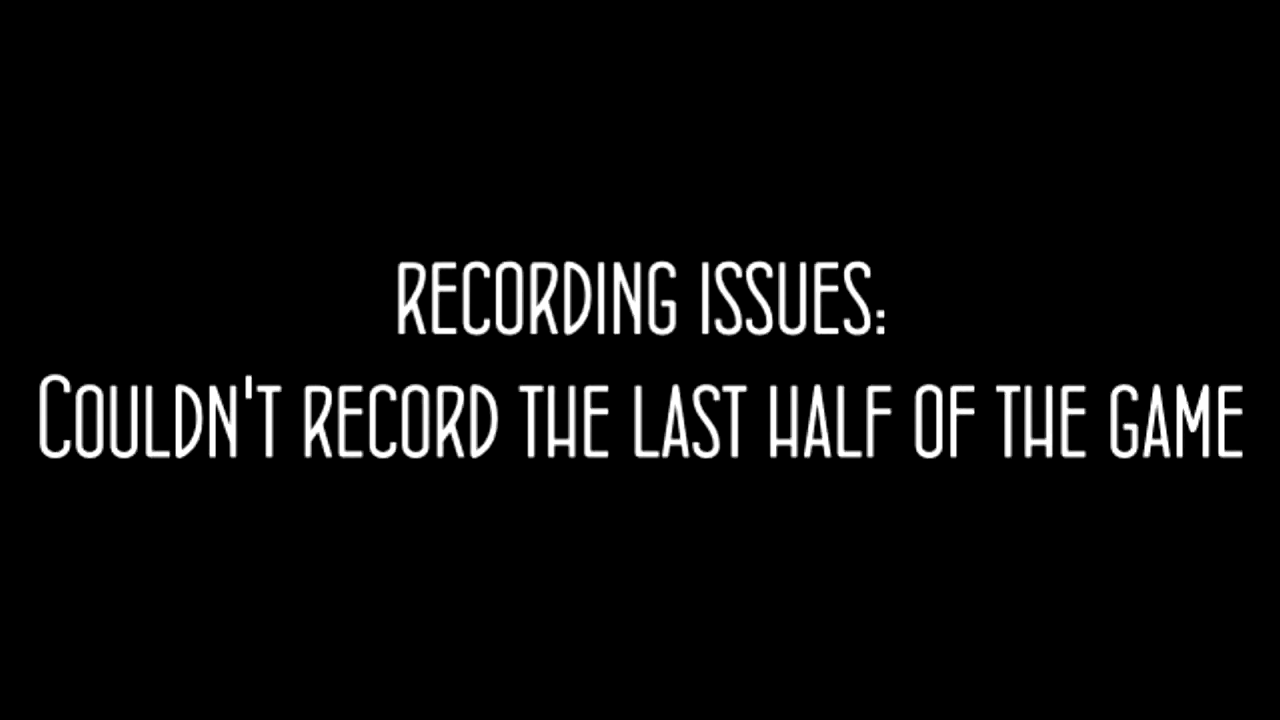 RECORDING ISSUES:
COULDN'T RECORD THE LAST HALF OF THE GAME